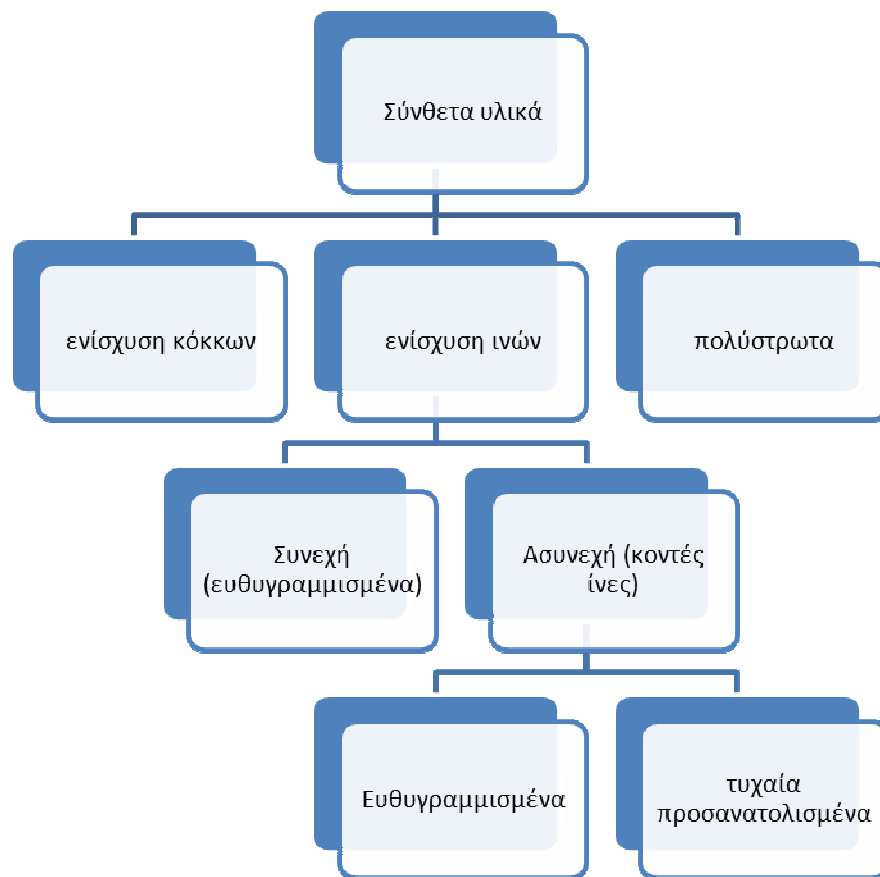 Σύνθετα υλικά
ενίσχυση κόκκων
ενίσχυση ινών
πολύστρωτα
Συνεχή
(ευθυγραμμισμένα)
Ασυνεχή (κοντές
ίνες)
Ευθυγραμμισμένα
τυχαία
προσανατολισμένα